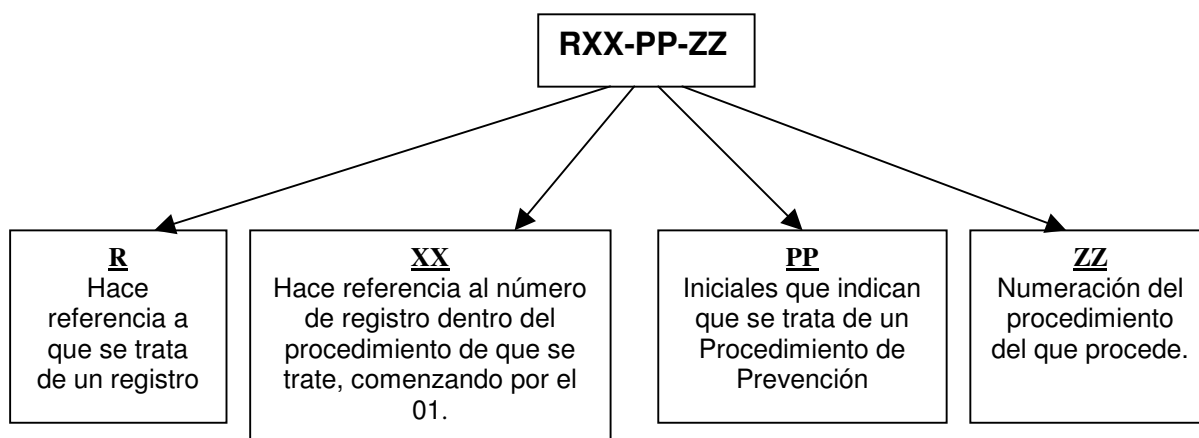 RXX-PP-ZZ
R
Hace
referencia a
que se trata
de un registro
XX
Hace referencia al número
de registro dentro del
procedimiento de que se
trate, comenzando por el
01.
PP
Iniciales que indican
que se trata de un
Procedimiento de
Prevención
ZZ
Numeración del
procedimiento
del que procede.